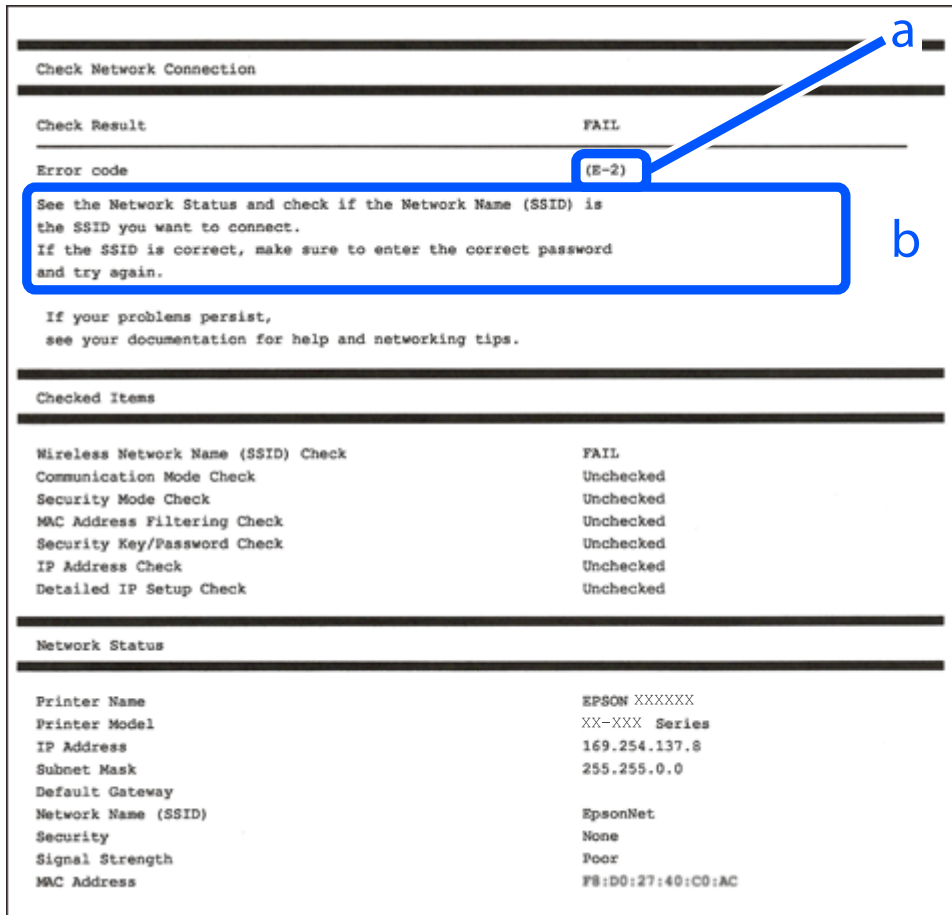 a
Check Network Connection
Check Result FAIL
Error code (E-2)
See the Network Status and check if the Network Name (SSID) is
the SSID you want to connect.
If the SSID is correct, make sure to enter the correct password
and try again.
b
If your problems persist,
see your documentation for help and networking tips.
Checked Items
Wireless Network Name (SSID) Check FAIL
Communication Mode Check Unchecked
Security Mode Check Unchecked
MAC Address Filtering Check Unchecked
Security Key/Password Check Unchecked
IP Address Check Unchecked
Detailed IP Setup Check Unchecked
Network Status
Printer Name EPSON XXXXXX
Printer Model XX-XXX Series
IP Address 169.254.137.8
Subnet Mask 255.255.0.0
Default Gateway
Network Name (SSID) EpsonNet
Security None
Signal Strength Poor
MAC Address F8:D0:27:40:C0:AC